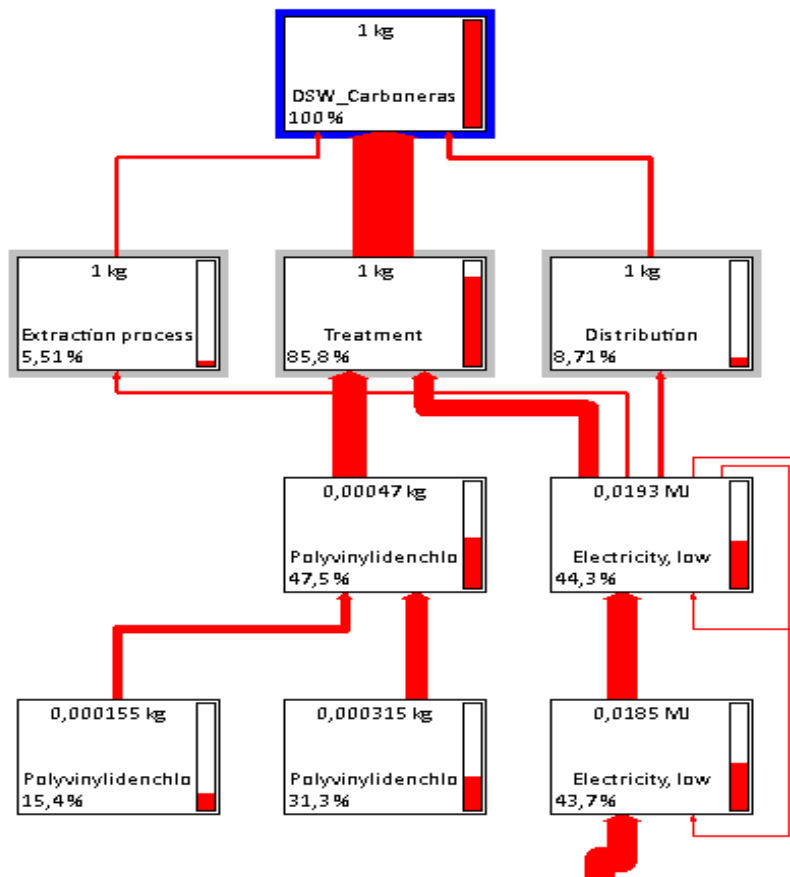 1 kg
DSW_Carboneras
100%
1 kg
Extraction process
5,51%
1 kg
Treatment
85,8%
1 kg
Distribution
8,71%
0,00047 kg
Polyvinylidenchlo
47,5%
0,0193 MJ
Electricity, low
44,3%
0,000155 kg
Polyvinylidenchlo
15,4%
0,000315 kg
Polyvinylidenchlo
31,3%
0,0185 MJ
Electricity, low
43,7%